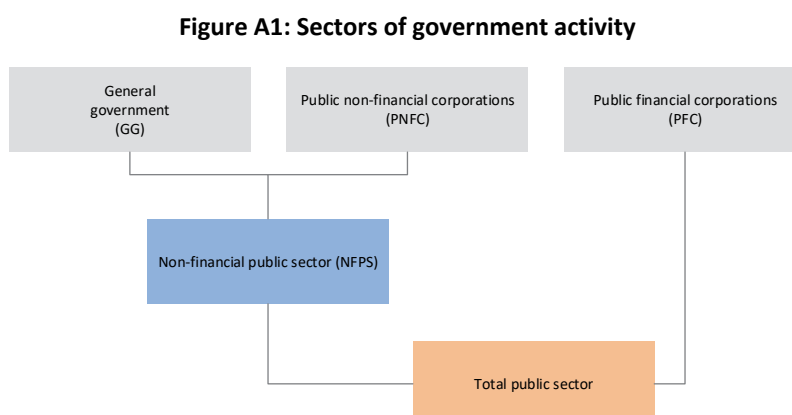 Figure A1: Sectors of government activity
General
government
(GG)
Public non-financial corporations
(PNFC)
Public financial corporations
(PFC)
Non-financial public sector (NFPS)
Total public sector